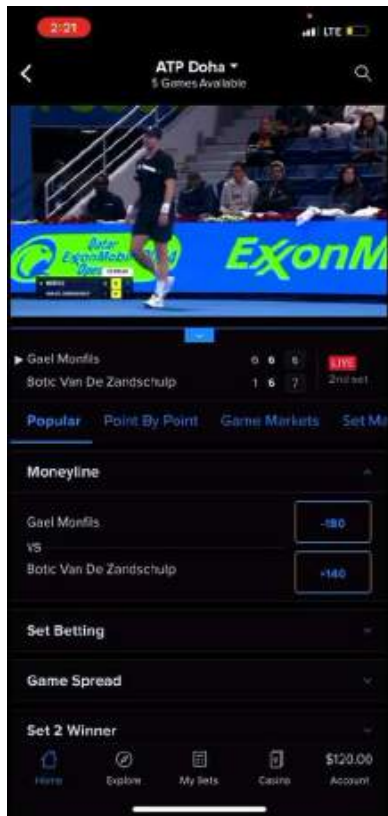 2:21
LTE
ATP Doha
5 Games Available
Qatar
ExxonMobil
Open
ExxonM
Gael Monfils 0 6 6 LIVE
Botic Van De Zandschulp 1 6 7 2nd set
Popular Point By Point Game Markets Set Ma
Moneyline
Gael Monfils -180
VS
Botic Van De Zandschulp +140
Set Betting
Game Spread
Set 2 Winner
Home Explore My Bets Casino $120.00 Account